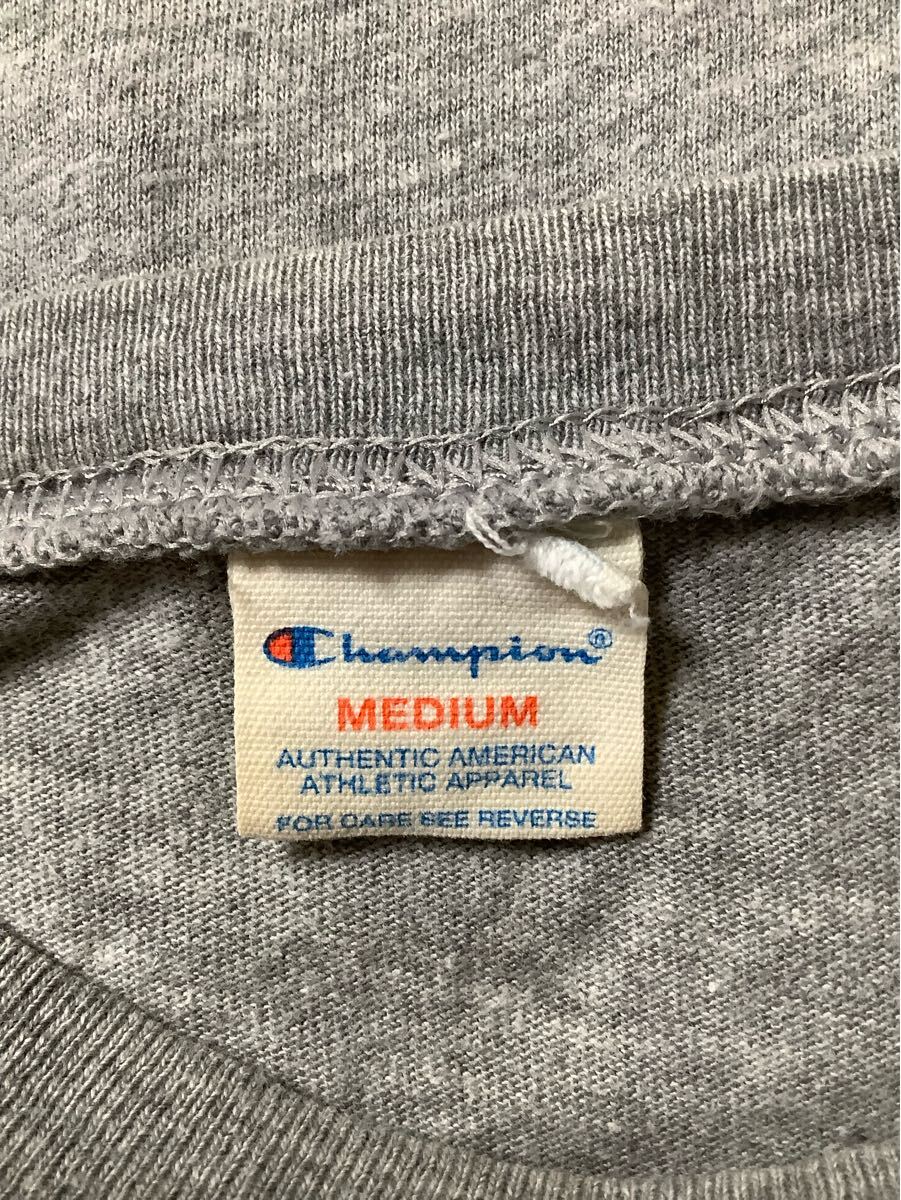 Champion®
MEDIUM
AUTHENTIC AMERICAN
ATHLETIC APPAREL
FOR CARE SEE REVERSE